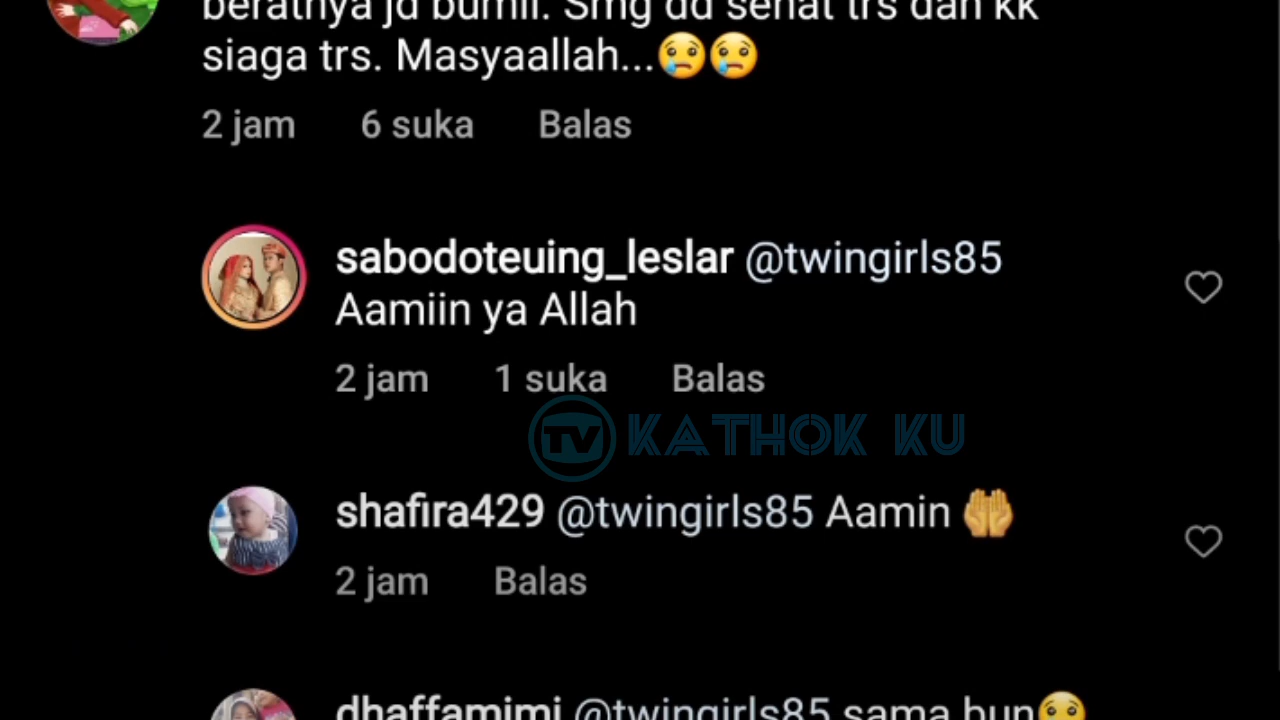 beratnya jd bumil. Smg dd sehat trs dan kk
siaga trs. Masyaallah...😢😢
2 jam 6 suka Balas
sabodoteuing_leslar @twingirls85
Aamiin ya Allah
2 jam 1 suka Balas
TV KATHOK KU
shafira429 @twingirls85 Aamin 🤲
2 jam Balas
dhaffamimi @twingirls85 sama bun😢